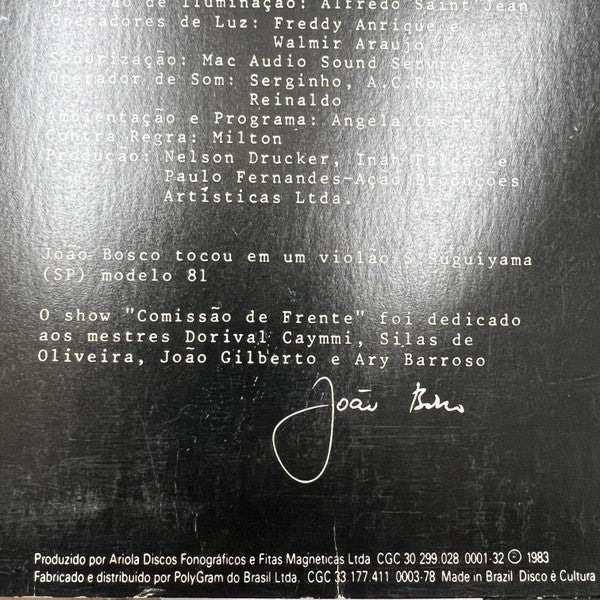 Direção de Iluminação: Alfredo Saint Jean
Operadores de Luz: Freddy Anrique e
Walmir Araujo
Sonorização: Mac Audio Sound Service
Operador de Som: Serginho, A.C.Roldão e
Reinaldo
Ambientação e Programa: Angela Castro
Contra Regra: Milton
Produção: Nelson Drucker, Inah Falcão e
Paulo Fernandes-Ação Produções
Artísticas Ltda.
João Bosco tocou em um violão S.Suguiyama
(SP) modelo 81
O show "Comissão de Frente" foi dedicado
aos mestres Dorival Caymmi, Silas de
Oliveira, João Gilberto e Ary Barroso
João Bosco
Produzido por Ariola Discos Fonográficos e Fitas Magnéticas Ltda CGC 30 299.028 0001-32 Ⓟ 1983
Fabricado e distribuído por PolyGram do Brasil Ltda. CGC 33.177.411 0003-78 Made in Brazil Disco é Cultura